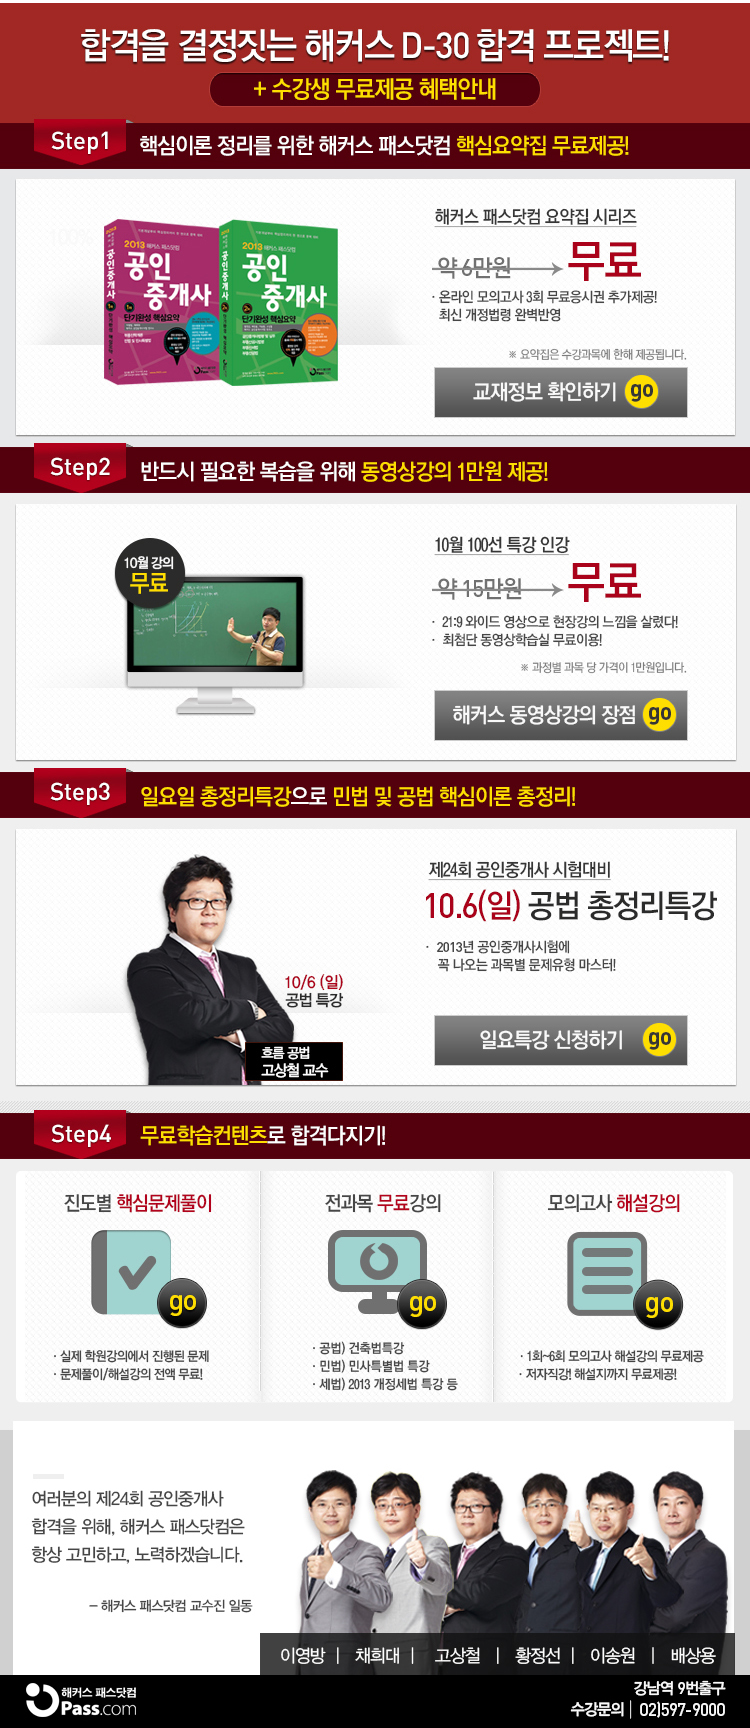 합격을 결정짓는 해커스 D-30 합격 프로젝트!
+ 수강생 무료제공 혜택안내
Step1 핵심이론 정리를 위한 해커스 패스닷컴 핵심요약집 무료제공!
2013 해커스 패스닷컴
공인중개사
단기완성 핵심요약
2013 해커스 패스닷컴
공인중개사
단기완성 핵심요약
해커스 패스닷컴 요약집 시리즈
약 6만원 → 무료
· 온라인 모의고사 3회 무료응시권 추가제공!
최신 개정법령 완벽반영
※ 요약집은 수강과목에 한해 제공됩니다.
교재정보 확인하기 go
Step2 반드시 필요한 복습을 위해 동영상강의 1만원 제공!
10월 강의
무료
10월 100선 특강 인강
약 15만원 → 무료
· 21:9 와이드 영상으로 현장강의 느낌을 살렸다!
· 최첨단 동영상학습실 무료이용!
※ 과정별 과목 당 가격이 1만원입니다.
해커스 동영상강의 장점 go
Step3 일요일 총정리특강으로 민법 및 공법 핵심이론 총정리!
10/6 (일)
공법 특강
흐름 공법
고상철 교수
제24회 공인중개사 시험대비
10.6(일) 공법 총정리특강
· 2013년 공인중개사시험에
꼭 나오는 과목별 문제유형 마스터!
일요특강 신청하기 go
Step4 무료학습컨텐츠로 합격다지기!
진도별 핵심문제풀이
go
· 실제 학원강의에서 진행된 문제
· 문제풀이/해설강의 전액 무료!
전과목 무료강의
go
· 공법) 건축법특강
· 민법) 민사특별법 특강
· 세법) 2013 개정세법 특강 등
모의고사 해설강의
go
· 1회~6회 모의고사 해설강의 무료제공
· 저자직강! 해설지까지 무료제공!
여러분의 제24회 공인중개사
합격을 위해, 해커스 패스닷컴은
항상 고민하고, 노력하겠습니다.
– 해커스 패스닷컴 교수진 일동
이영방 | 채희대 | 고상철 | 황정선 | 이송원 | 배상용
해커스 패스닷컴
Pass.com
강남역 9번출구
수강문의 | 02)597-9000